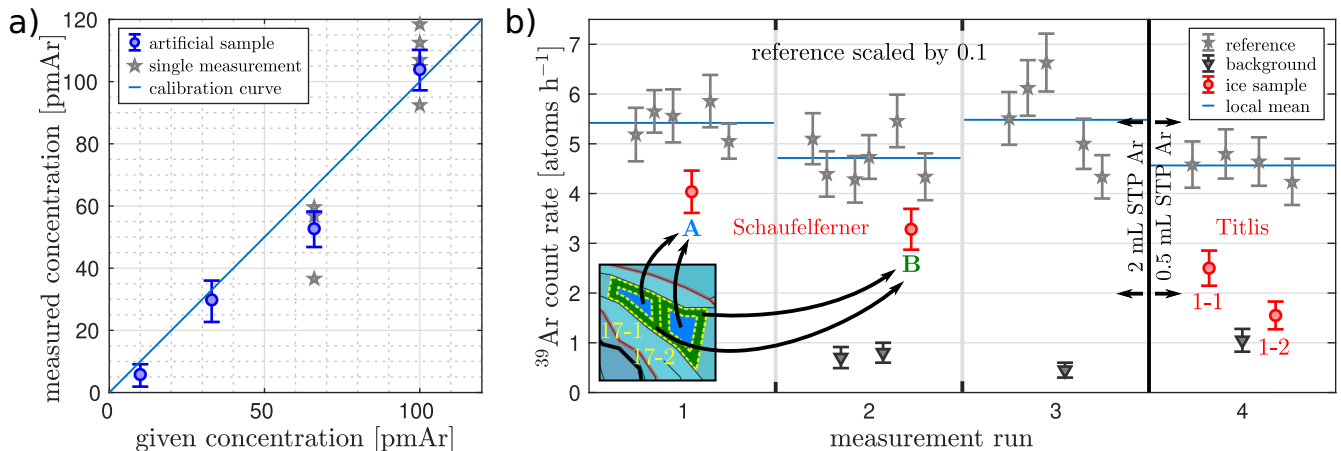 a)
measured concentration [pmAr]
120
100
80
60
40
20
0
0
50
100
given concentration [pmAr]
artificial sample
single measurement
calibration curve
b)
³⁹Ar count rate [atoms h⁻¹]
7
6
5
4
3
2
1
0
reference scaled by 0.1
reference
background
ice sample
local mean
A
Schaufelferner
B
17-1
17-2
2 mL STP Ar
0.5 mL STP Ar
Titlis
1-1
1-2
1
2
3
4
measurement run